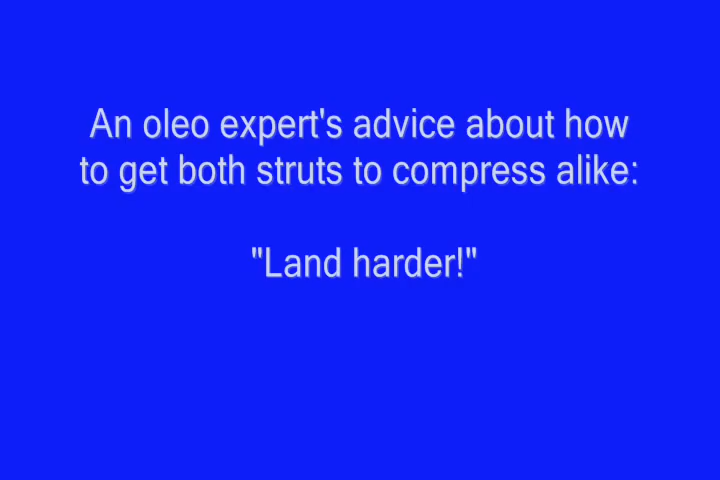 An oleo expert's advice about how
to get both struts to compress alike:
"Land harder!"